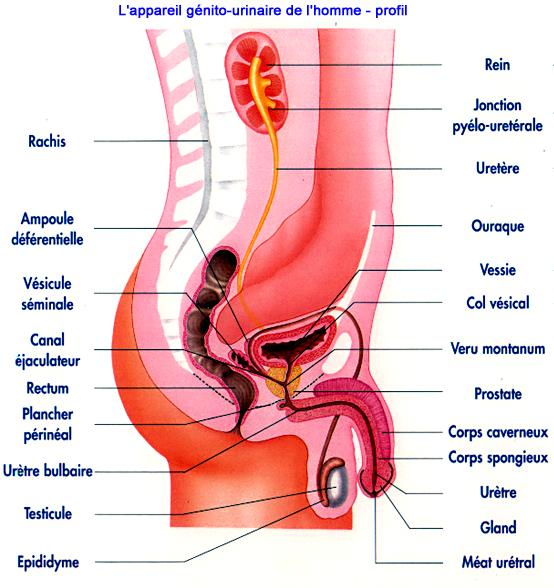 L'appareil génito-urinaire de l'homme - profil
Rachis
Ampoule
déférentielle
Vésicule
séminale
Canal
éjaculateur
Rectum
Plancher
périnéal
Urètre bulbaire
Testicule
Epididyme
Rein
Jonction
pyélo-uretérale
Uretère
Ouraque
Vessie
Col vésical
Veru montanum
Prostate
Corps caverneux
Corps spongieux
Urètre
Gland
Méat urétral